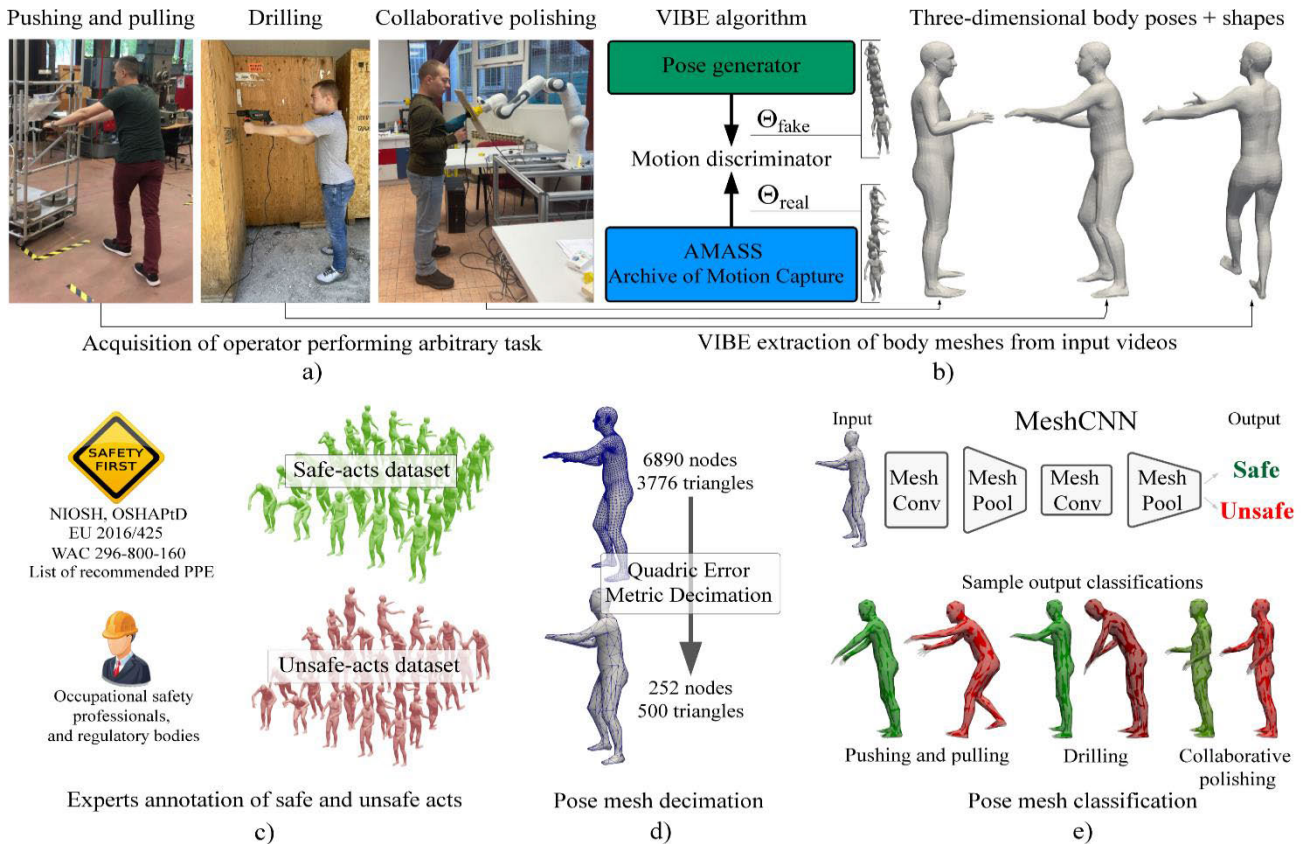 Pushing and pulling
Drilling
Collaborative polishing
VIBE algorithm
Three-dimensional body poses + shapes
Pose generator
Θfake
Motion discriminator
Θreal
AMASS
Archive of Motion Capture
Acquisition of operator performing arbitrary task
VIBE extraction of body meshes from input videos
a)
b)
SAFETY
FIRST
NIOSH, OSHAPtD
EU 2016/425
WAC 296-800-160
List of recommended PPE
Occupational safety
professionals,
and regulatory bodies
Safe-acts dataset
Unsafe-acts dataset
Experts annotation of safe and unsafe acts
c)
6890 nodes
3776 triangles
Quadric Error
Metric Decimation
252 nodes
500 triangles
Pose mesh decimation
d)
Input
MeshCNN
Output
Mesh
Conv
Mesh
Pool
Mesh
Conv
Mesh
Pool
Safe
Unsafe
Sample output classifications
Pushing and pulling
Drilling
Collaborative
polishing
Pose mesh classification
e)